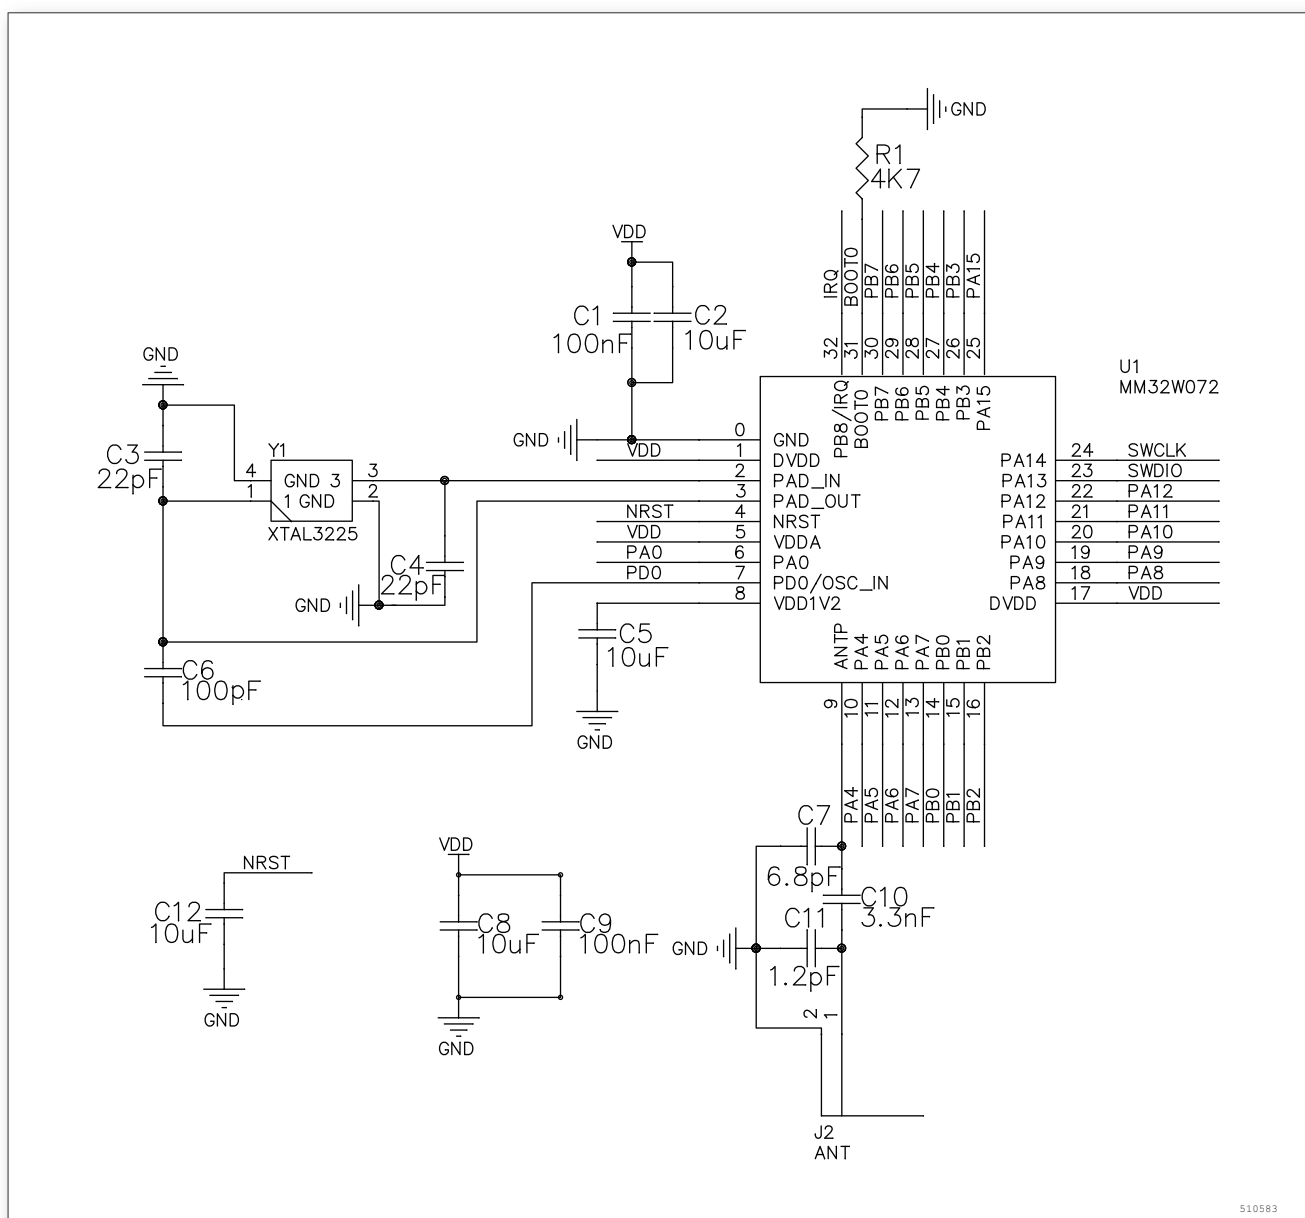 GND
R1
4K7
VDD
IRQ
BOOT0
PB7
PB6
PB5
PB4
PB3
PA15
C1
100nF
C2
10uF
32
31
30
29
28
27
26
25
GND
U1
MM32W072
PB8/IRQ
BOOT0
PB7
PB6
PB5
PB4
PB3
PA15
C3
22pF
Y1
4
1
GND 3
1 GND
3
2
XTAL3225
GND
VDD
NRST
VDD
PA0
PD0
0
1
2
3
4
5
6
7
8
GND
DVDD
PAD_IN
PAD_OUT
NRST
VDDA
PA0
PD0/OSC_IN
VDD1V2
PA14
PA13
PA12
PA11
PA10
PA9
PA8
DVDD
24 SWCLK
23 SWDIO
22 PA12
21 PA11
20 PA10
19 PA9
18 PA8
17 VDD
C4
22pF
GND
C5
10uF
GND
C6
100pF
ANTP
PA4
PA5
PA6
PA7
PB0
PB1
PB2
9
10
11
12
13
14
15
16
PA4
PA5
PA6
PA7
PB0
PB1
PB2
C7
6.8pF
C10
3.3nF
C11
1.2pF
GND
2
1
J2
ANT
NRST
C12
10uF
GND
VDD
C8
10uF
C9
100nF
GND
510583